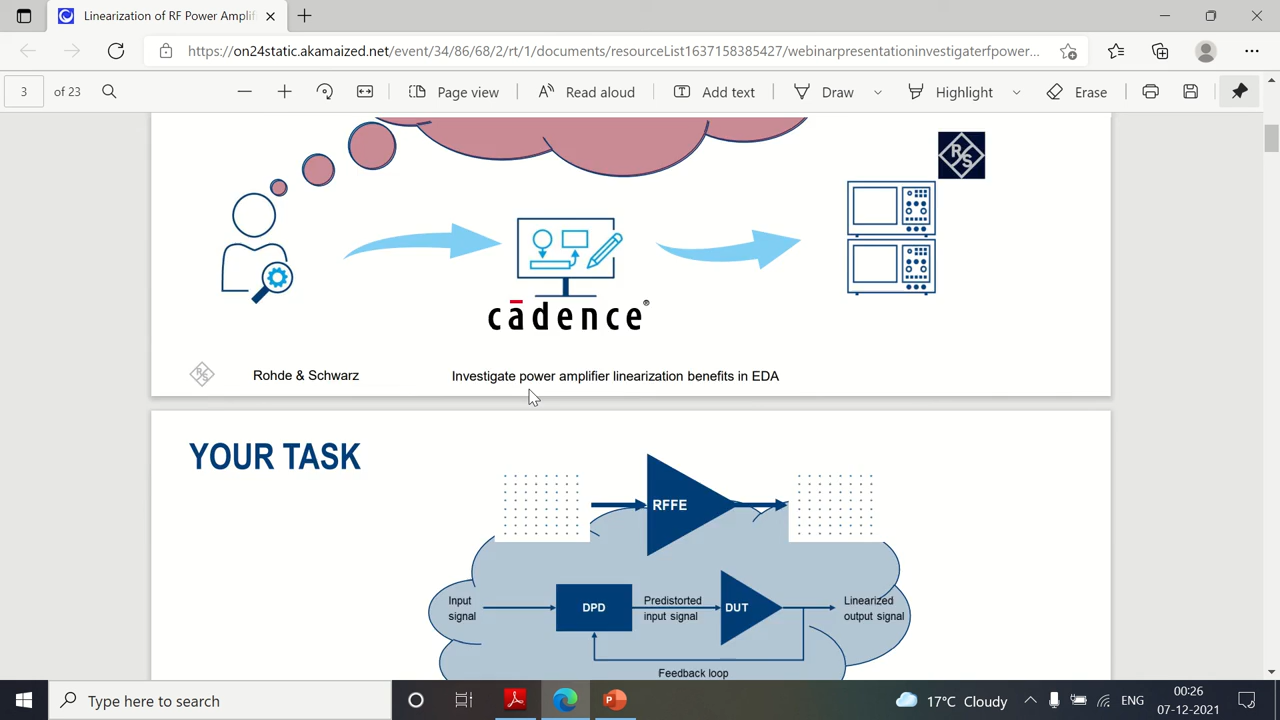 Linearization of RF Power Amplifi
https://on24static.akamaized.net/event/34/86/68/2/rt/1/documents/resourceList1637158385427/webinarpresentationinvestigaterfpower...
3 of 23
Page view
Read aloud
Add text
Draw
Highlight
Erase
R S
cādence®
R S
Rohde & Schwarz
Investigate power amplifier linearization benefits in EDA
YOUR TASK
RFFE
Input
signal
DPD
Predistorted
input signal
DUT
Linearized
output signal
Feedback loop
Type here to search
17°C Cloudy
ENG
00:26
07-12-2021